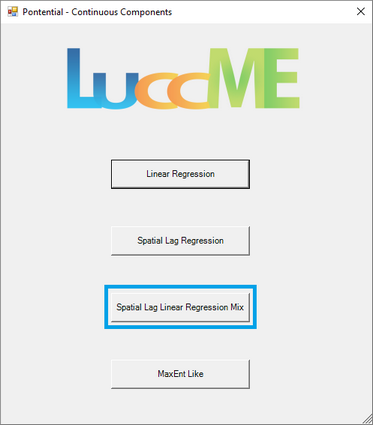 Pontential - Continuous Components
LuccME
Linear Regression
Spatial Lag Regression
Spatial Lag Linear Regression Mix
MaxEnt Like